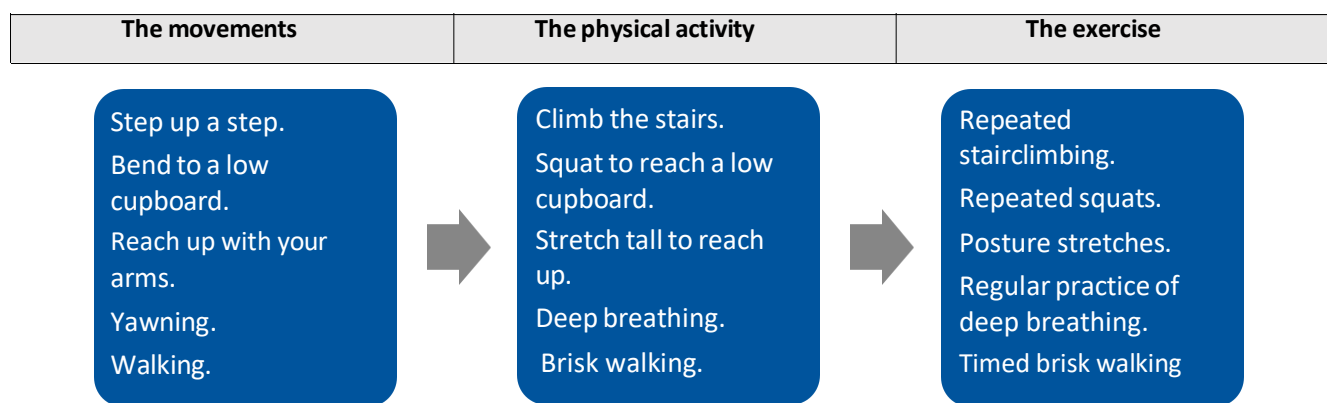 The movements
The physical activity
The exercise
Step up a step.
Bend to a low
cupboard.
Reach up with your
arms.
Yawning.
Walking.
Climb the stairs.
Squat to reach a low
cupboard.
Stretch tall to reach
up.
Deep breathing.
Brisk walking.
Repeated
stairclimbing.
Repeated squats.
Posture stretches.
Regular practice of
deep breathing.
Timed brisk walking